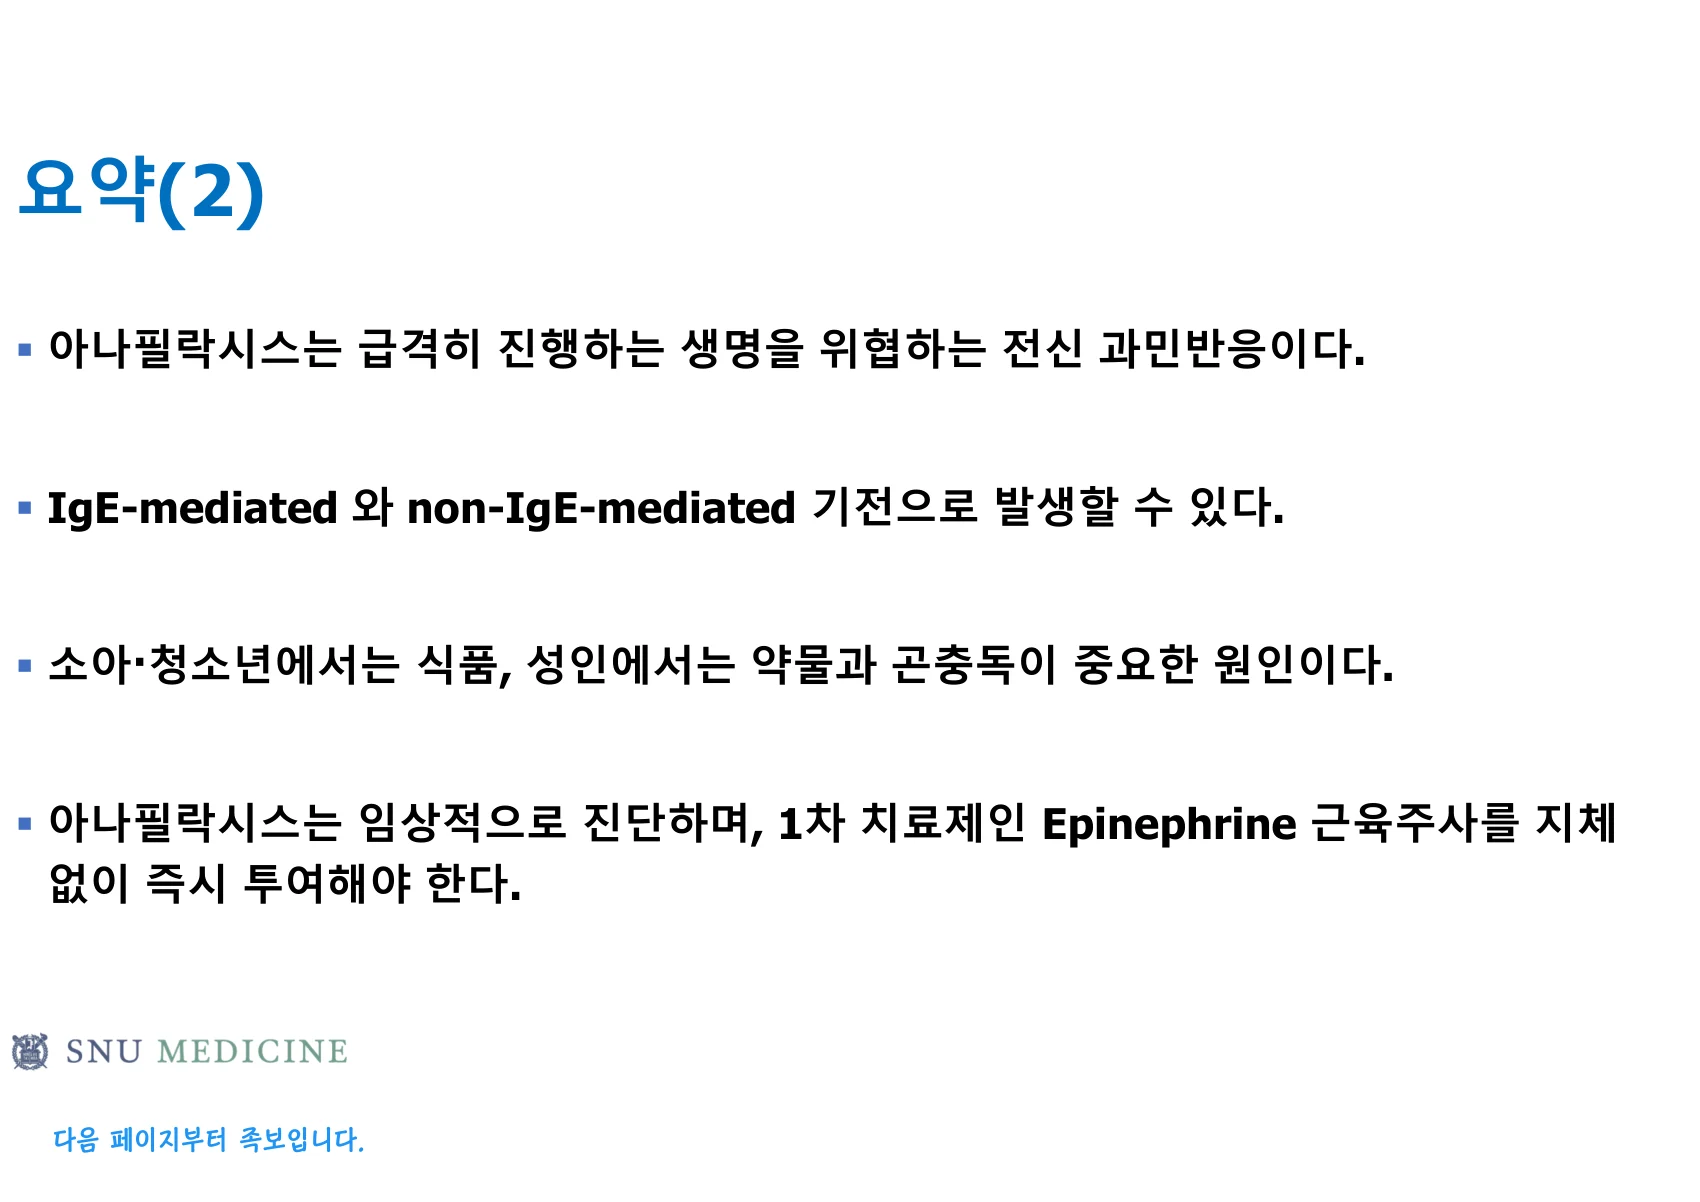 요약(2)
▪ 아나필락시스는 급격히 진행하는 생명을 위협하는 전신 과민반응이다.
▪ IgE-mediated 와 non-IgE-mediated 기전으로 발생할 수 있다.
▪ 소아·청소년에서는 식품, 성인에서는 약물과 곤충독이 중요한 원인이다.
▪ 아나필락시스는 임상적으로 진단하며, 1차 치료제인 Epinephrine 근육주사를 지체
없이 즉시 투여해야 한다.
SNU MEDICINE
다음 페이지부터 족보입니다.